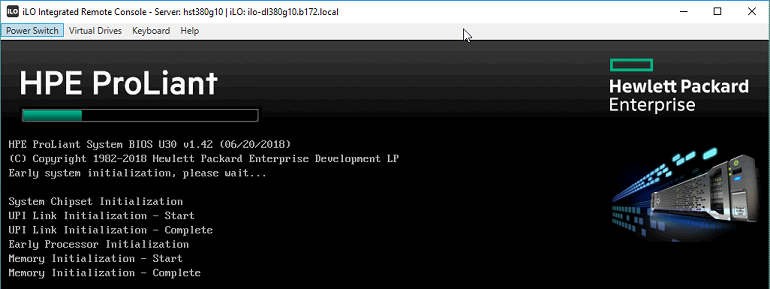 iLO Integrated Remote Console - Server: hst380g10 | iLO: ilo-dl380g10.b172.local
Power Switch Virtual Drives Keyboard Help
HPE ProLiant
Hewlett Packard
Enterprise
HPE ProLiant System BIOS U30 v1.42 (06/20/2018)
(C) Copyright 1982-2018 Hewlett Packard Enterprise Development LP
Early system initialization, please wait...
System Chipset Initialization
UPI Link Initialization - Start
UPI Link Initialization - Complete
Early Processor Initialization
Memory Initialization - Start
Memory Initialization - Complete